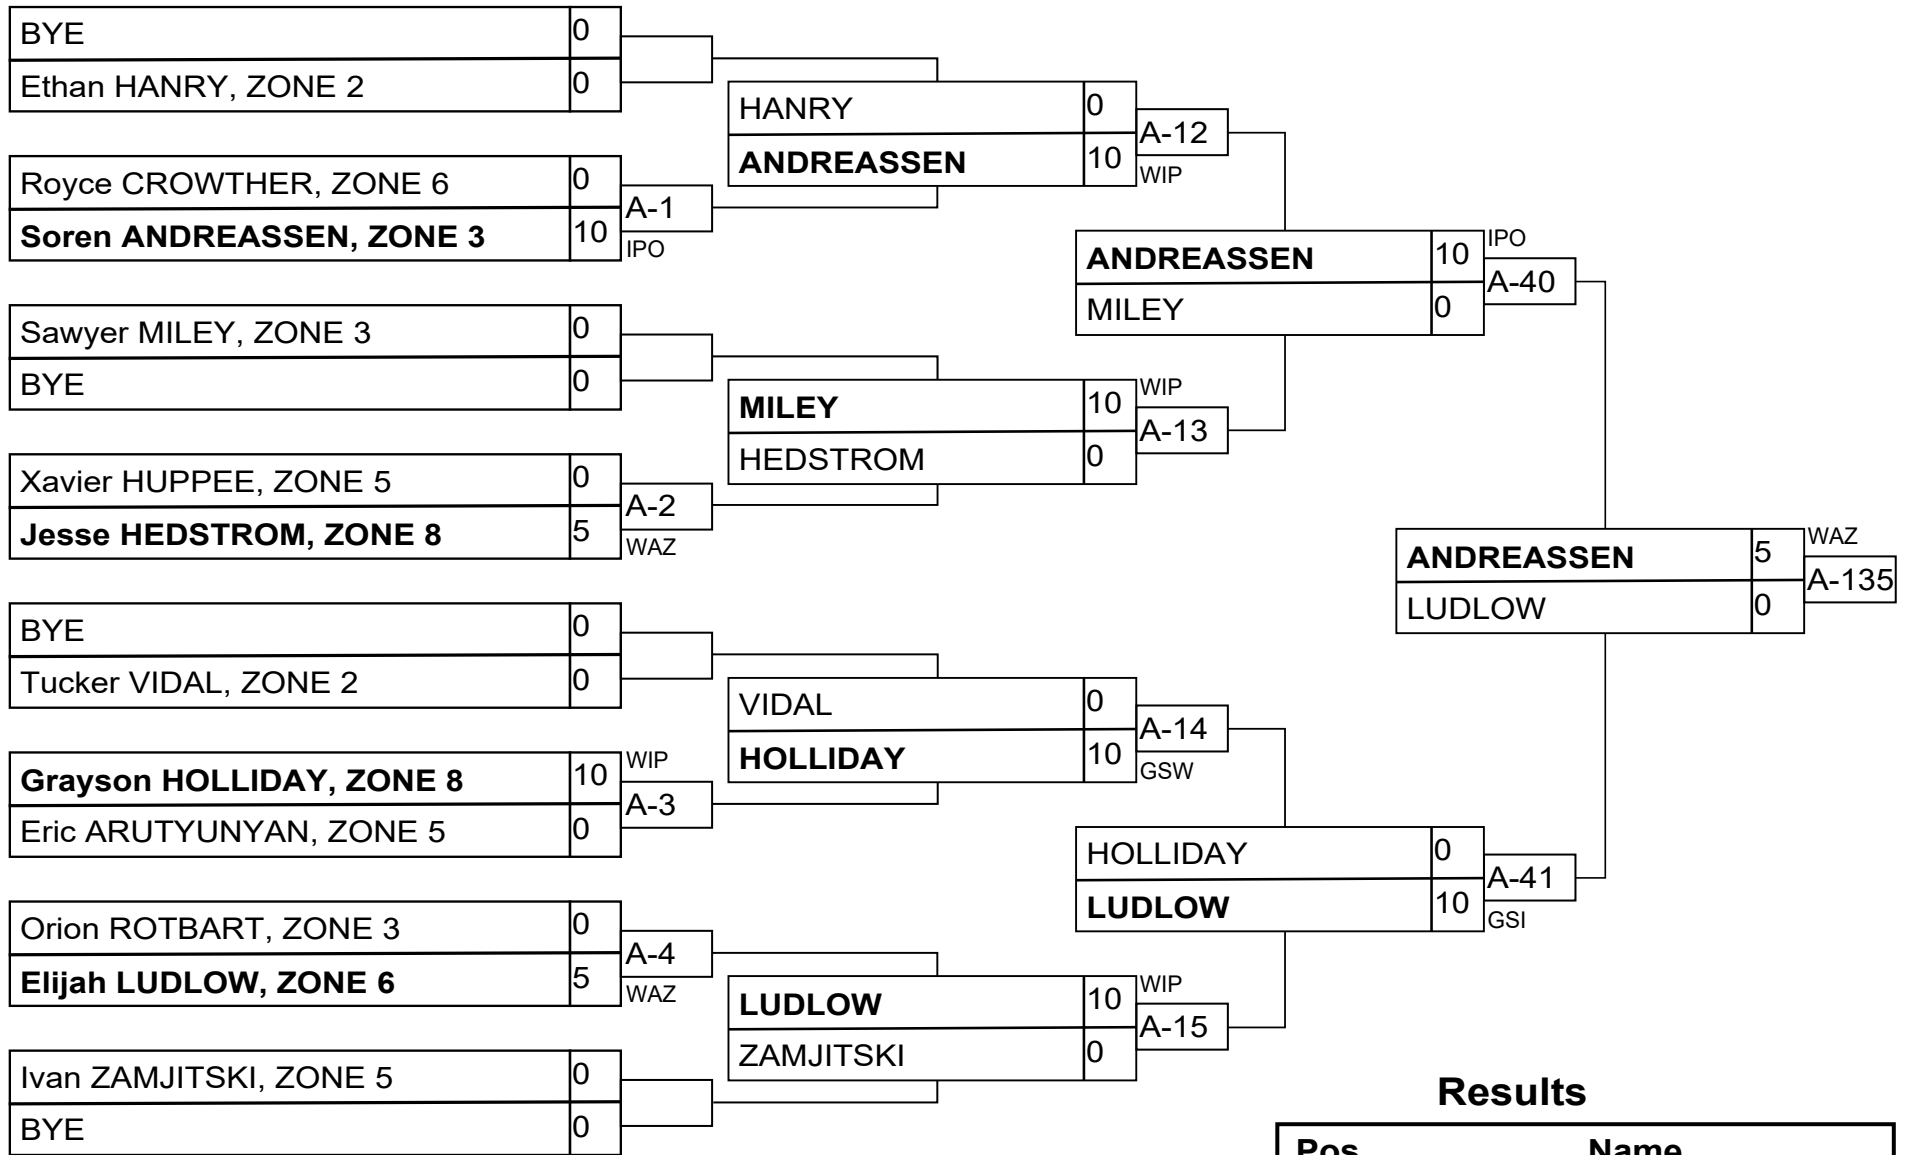 BYE 0
Ethan HANRY, ZONE 2 0
Royce CROWTHER, ZONE 6 0
Soren ANDREASSEN, ZONE 3 10
A-1
IPO
Sawyer MILEY, ZONE 3 0
BYE 0
Xavier HUPPEE, ZONE 5 0
Jesse HEDSTROM, ZONE 8 5
A-2
WAZ
BYE 0
Tucker VIDAL, ZONE 2 0
Grayson HOLLIDAY, ZONE 8 10
Eric ARUTYUNYAN, ZONE 5 0
WIP
A-3
Orion ROTBART, ZONE 3 0
Elijah LUDLOW, ZONE 6 5
A-4
WAZ
Ivan ZAMJITSKI, ZONE 5 0
BYE 0
HANRY 0
ANDREASSEN 10
A-12
WIP
MILEY 10
HEDSTROM 0
WIP
A-13
VIDAL 0
HOLLIDAY 10
A-14
GSW
LUDLOW 10
ZAMJITSKI 0
WIP
A-15
ANDREASSEN 10
MILEY 0
IPO
A-40
HOLLIDAY 0
LUDLOW 10
A-41
GSI
ANDREASSEN 5
LUDLOW 0
WAZ
A-135
Results
Pos Name